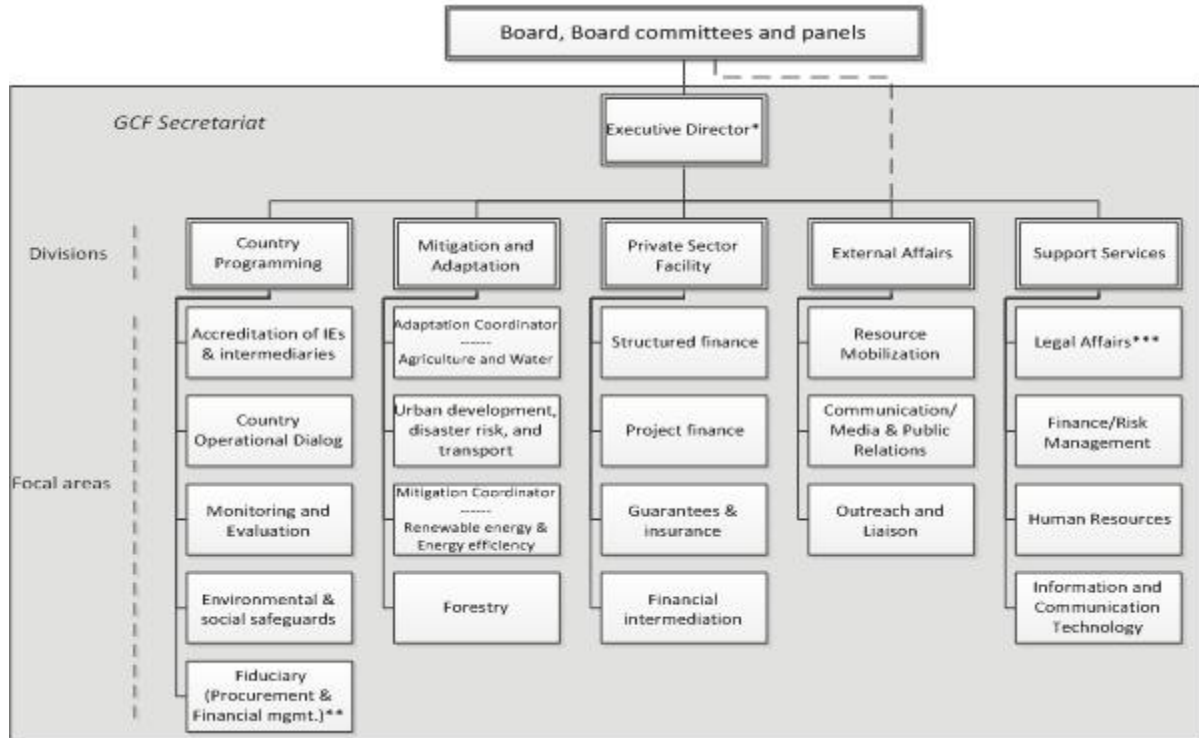 Board, Board committees and panels
GCF Secretariat
Executive Director*
Divisions
Country
Programming
Mitigation and
Adaptation
Private Sector
Facility
External Affairs
Support Services
Focal areas
Accreditation of IEs
& intermediaries
Country
Operational Dialog
Monitoring and
Evaluation
Environmental &
social safeguards
Fiduciary
(Procurement &
Financial mgmt.)**
Adaptation Coordinator
------
Agriculture and Water
Urban development,
disaster risk, and
transport
Mitigation Coordinator
------
Renewable energy &
Energy efficiency
Forestry
Structured finance
Project finance
Guarantees &
insurance
Financial
intermediation
Resource
Mobilization
Communication/
Media & Public
Relations
Outreach and
Liaison
Legal Affairs***
Finance/Risk
Management
Human Resources
Information and
Communication
Technology